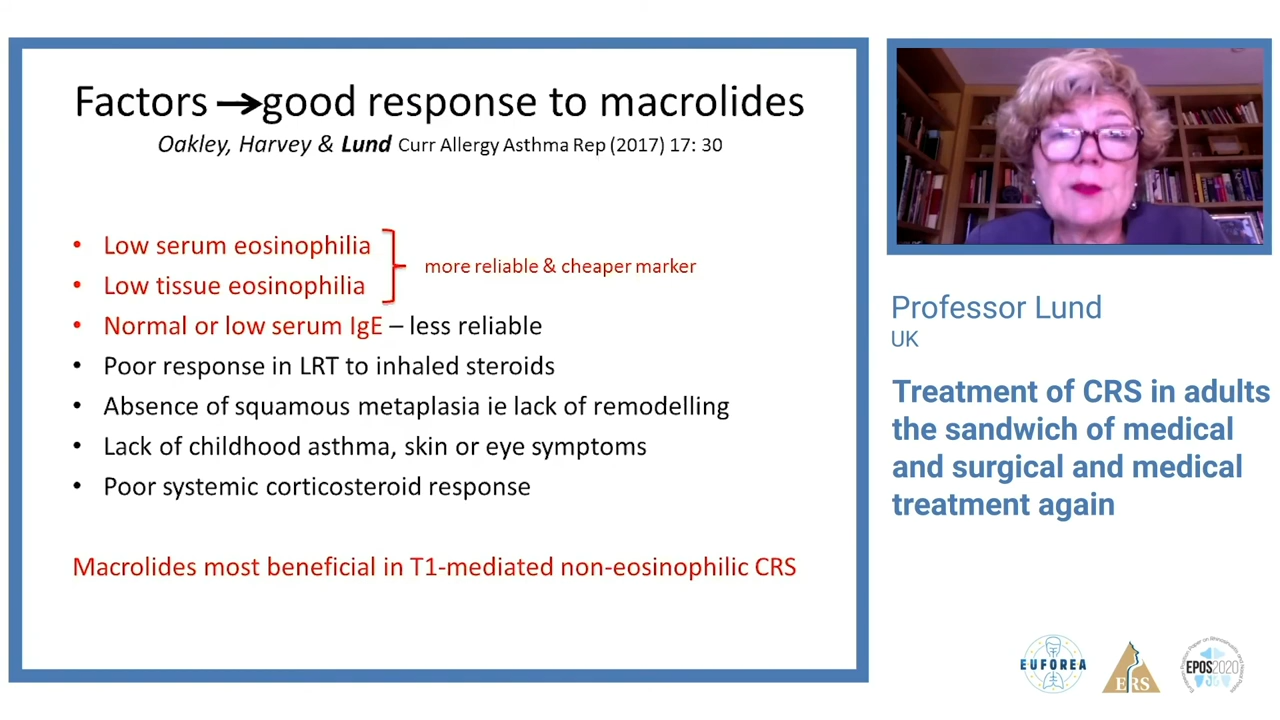 Factors →good response to macrolides
Oakley, Harvey & Lund Curr Allergy Asthma Rep (2017) 17: 30
• Low serum eosinophilia
• Low tissue eosinophilia
more reliable & cheaper marker
• Normal or low serum IgE – less reliable
• Poor response in LRT to inhaled steroids
• Absence of squamous metaplasia ie lack of remodelling
• Lack of childhood asthma, skin or eye symptoms
• Poor systemic corticosteroid response
Macrolides most beneficial in T1-mediated non-eosinophilic CRS
Professor Lund
UK
Treatment of CRS in adults
the sandwich of medical
and surgical and medical
treatment again
EUFOREA
ERS
EPOS2020